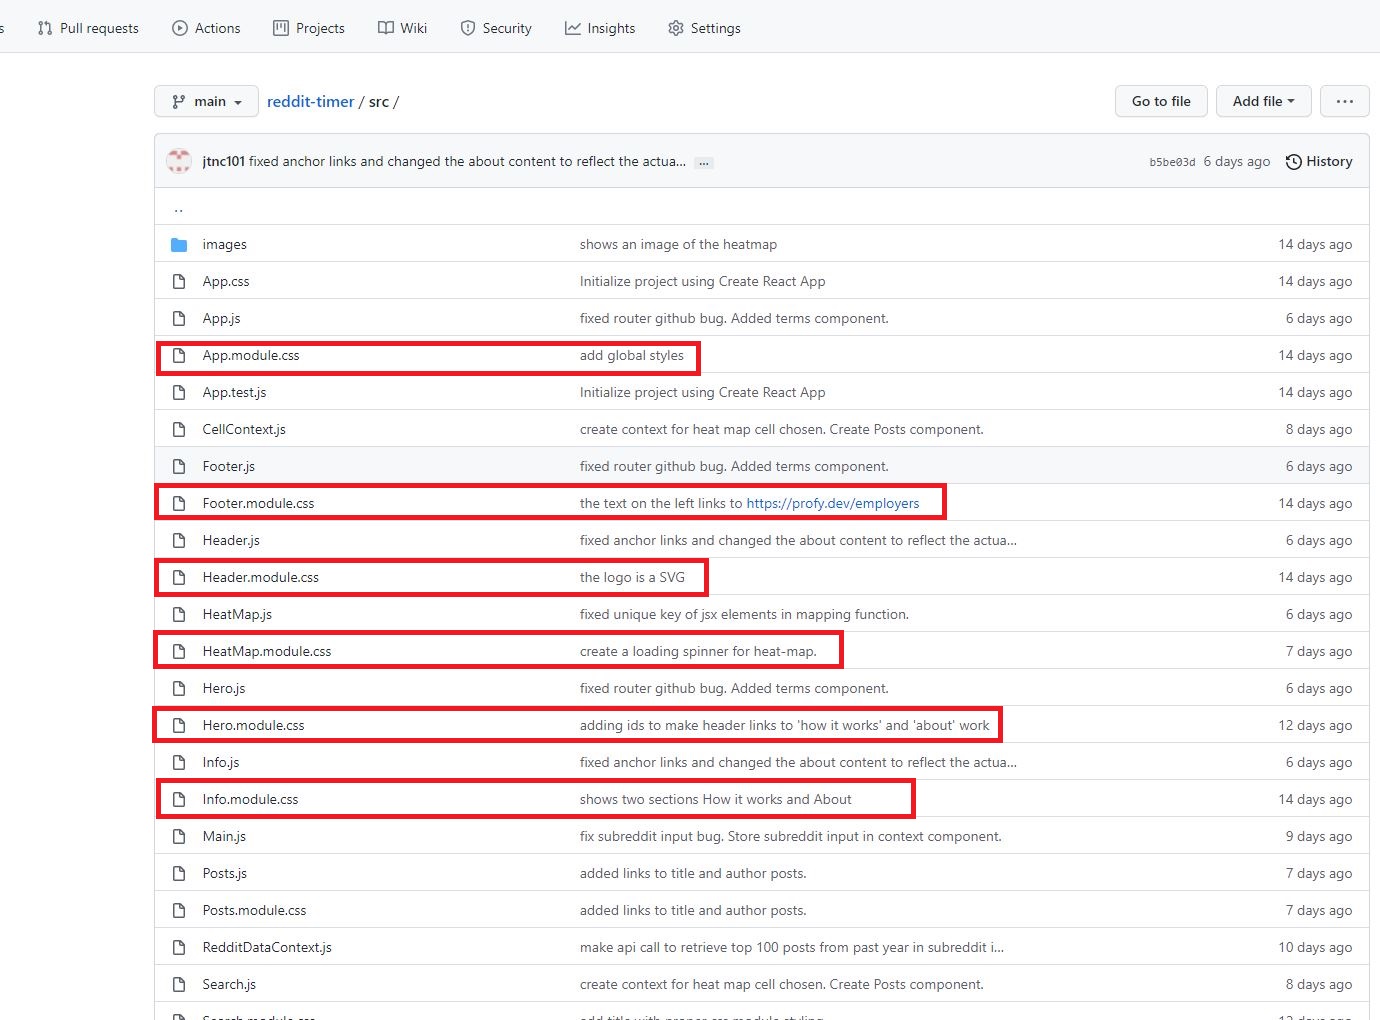 s Pull requests Actions Projects Wiki Security Insights Settings
main reddit-timer / src / Go to file Add file ...
jtnc101 fixed anchor links and changed the about content to reflect the actua... ... b5be03d 6 days ago History
..
images shows an image of the heatmap 14 days ago
App.css Initialize project using Create React App 14 days ago
App.js fixed router github bug. Added terms component. 6 days ago
App.module.css add global styles 14 days ago
App.test.js Initialize project using Create React App 14 days ago
CellContext.js create context for heat map cell chosen. Create Posts component. 8 days ago
Footer.js fixed router github bug. Added terms component. 6 days ago
Footer.module.css the text on the left links to https://profy.dev/employers 14 days ago
Header.js fixed anchor links and changed the about content to reflect the actua... 6 days ago
Header.module.css the logo is a SVG 14 days ago
HeatMap.js fixed unique key of jsx elements in mapping function. 6 days ago
HeatMap.module.css create a loading spinner for heat-map. 7 days ago
Hero.js fixed router github bug. Added terms component. 6 days ago
Hero.module.css adding ids to make header links to 'how it works' and 'about' work 12 days ago
Info.js fixed anchor links and changed the about content to reflect the actua... 6 days ago
Info.module.css shows two sections How it works and About 14 days ago
Main.js fix subreddit input bug. Store subreddit input in context component. 9 days ago
Posts.js added links to title and author posts. 7 days ago
Posts.module.css added links to title and author posts. 7 days ago
RedditDataContext.js make api call to retrieve top 100 posts from past year in subreddit i... 10 days ago
Search.js create context for heat map cell chosen. Create Posts component. 8 days ago
Search.module.css add title with proper css module styling 12 days ago